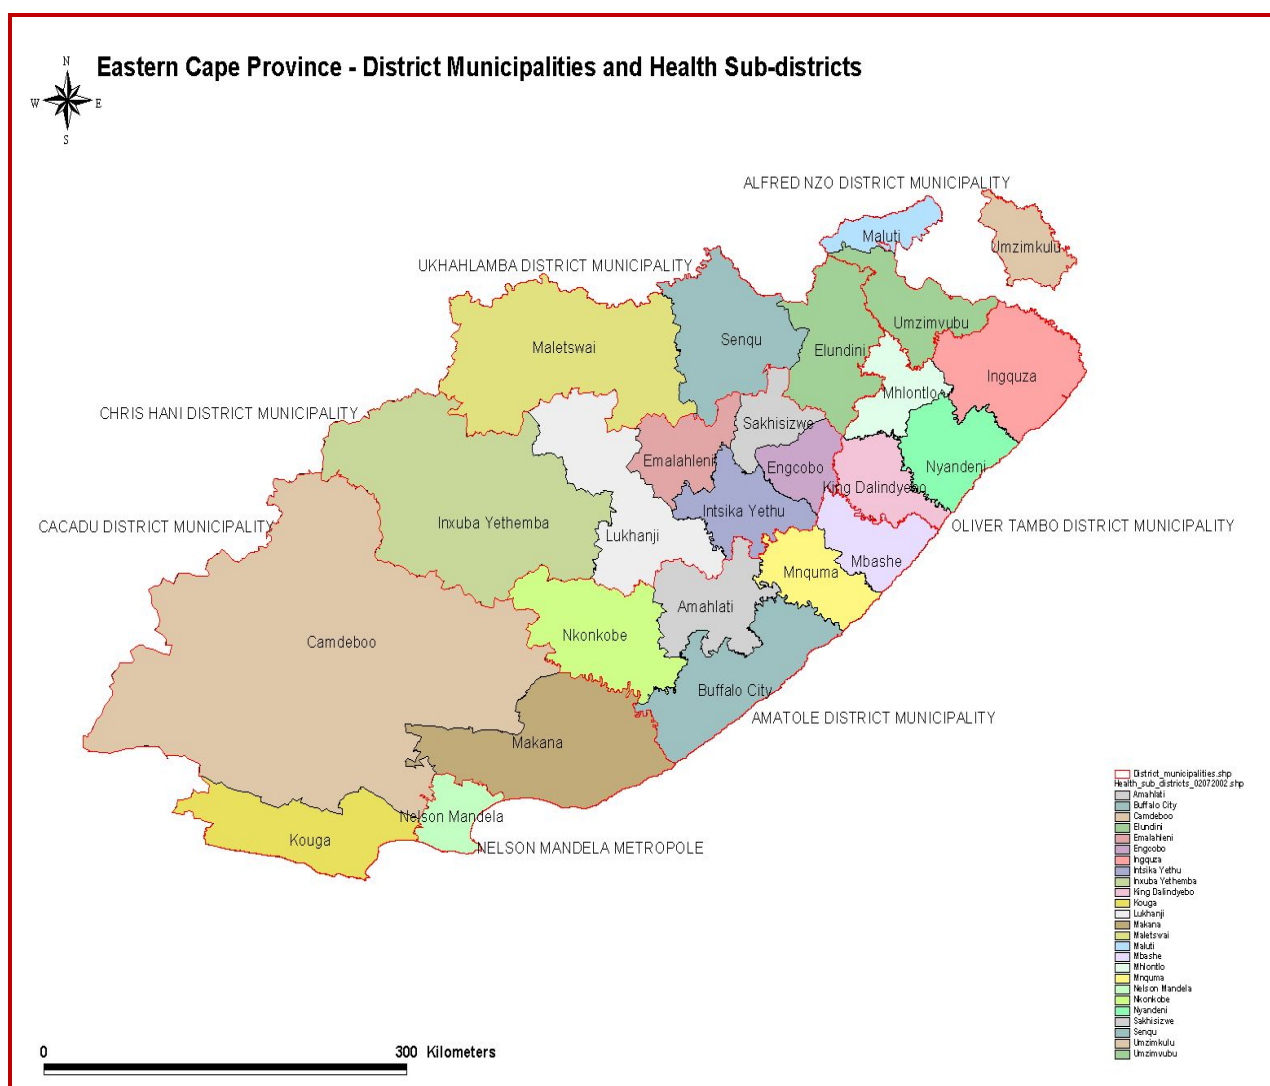 N
Eastern Cape Province - District Municipalities and Health Sub-districts
W E
S
ALFRED NZO DISTRICT MUNICIPALITY
Maluti
Umzimkulu
UKHAHLAMBA DISTRICT MUNICIPALITY
Umzimvubu
Senqu
Maletswai
Elundini
Ingquza
Mhlontlo
CHRIS HANI DISTRICT MUNICIPALITY
Sakhisizwe
Emalahleni
Engcobo
Nyandeni
King Dalindyebo
Intsika Yethu
Inxuba Yethemba
CACADU DISTRICT MUNICIPALITY
OLIVER TAMBO DISTRICT MUNICIPALITY
Lukhanji
Mbashe
Mnquma
Amahlati
Nkonkobe
Camdeboo
Buffalo City
AMATOLE DISTRICT MUNICIPALITY
Makana
Nelson Mandela
Kouga
NELSON MANDELA METROPOLE
District_municipalities.shp
Health_sub_districts_02072002.shp
Amahlati
Buffalo City
Camdeboo
Elundini
Emalahleni
Engcobo
Ingquza
Intsika Yethu
Inxuba Yethemba
King Dalindyebo
Kouga
Lukhanji
Makana
Maletswai
Maluti
Mbashe
Mhlontlo
Mnquma
Nelson Mandela
Nkonkobe
Nyandeni
Sakhisizwe
Senqu
Umzimkulu
Umzimvubu
0 300 Kilometers